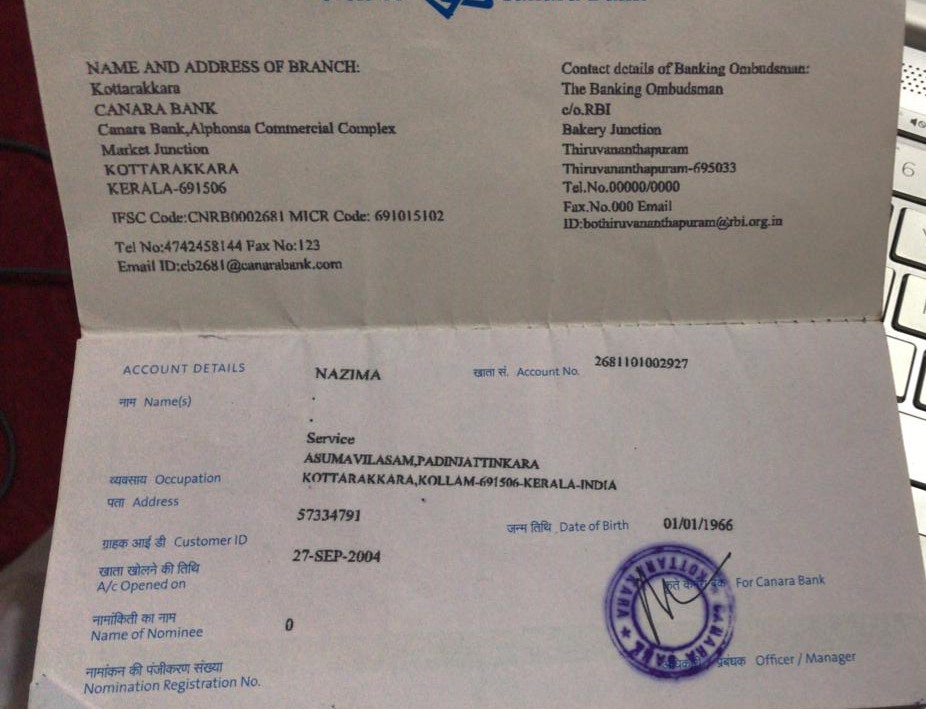 Canara Bank
NAME AND ADDRESS OF BRANCH:
Kottarakkara
CANARA BANK
Canara Bank,Alphonsa Commercial Complex
Market Junction
KOTTARAKKARA
KERALA-691506
IFSC Code:CNRB0002681 MICR Code: 691015102
Tel No:4742458144 Fax No:123
Email ID:cb2681@canarabank.com
Contact details of Banking Ombudsman:
The Banking Ombudsman
c/o.RBI
Bakery Junction
Thiruvananthapuram
Thiruvananthapuram-695033
Tel.No.00000/0000
Fax.No.000 Email
ID:bothiruvananthapuram@rbi.org.in
ACCOUNT DETAILS
NAZIMA
खाता सं. Account No. 2681101002927
नाम Name(s)
Service
ASUMAVILASAM,PADINJATTINKARA
व्यवसाय Occupation
KOTTARAKKARA,KOLLAM-691506-KERALA-INDIA
पता Address
57334791
जन्म तिथि Date of Birth 01/01/1966
ग्राहक आई डी Customer ID
27-SEP-2004
खाता खोलने की तिथि
A/c Opened on
For Canara Bank
नामांकिती का नाम
Name of Nominee
0
KOTTARAKKARA
CANARA BANK
प्रबंधक Officer / Manager
नामांकन की पंजीकरण संख्या
Nomination Registration No.
6